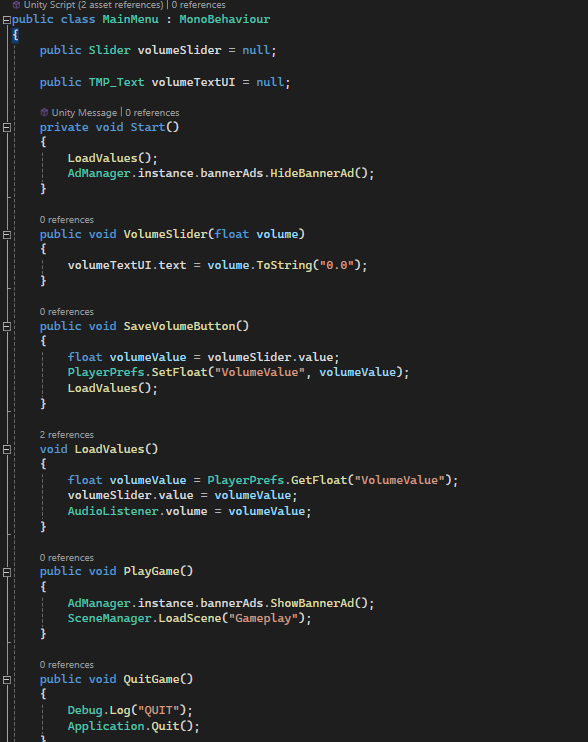 Unity Script (2 asset references) | 0 references
public class MainMenu : MonoBehaviour
{
public Slider volumeSlider = null;
public TMP_Text volumeTextUI = null;
Unity Message | 0 references
private void Start()
{
LoadValues();
AdManager.instance.bannerAds.HideBannerAd();
}
0 references
public void VolumeSlider(float volume)
{
volumeTextUI.text = volume.ToString("0.0");
}
0 references
public void SaveVolumeButton()
{
float volumeValue = volumeSlider.value;
PlayerPrefs.SetFloat("VolumeValue", volumeValue);
LoadValues();
}
2 references
void LoadValues()
{
float volumeValue = PlayerPrefs.GetFloat("VolumeValue");
volumeSlider.value = volumeValue;
AudioListener.volume = volumeValue;
}
0 references
public void PlayGame()
{
AdManager.instance.bannerAds.ShowBannerAd();
SceneManager.LoadScene("Gameplay");
}
0 references
public void QuitGame()
{
Debug.Log("QUIT");
Application.Quit();
}